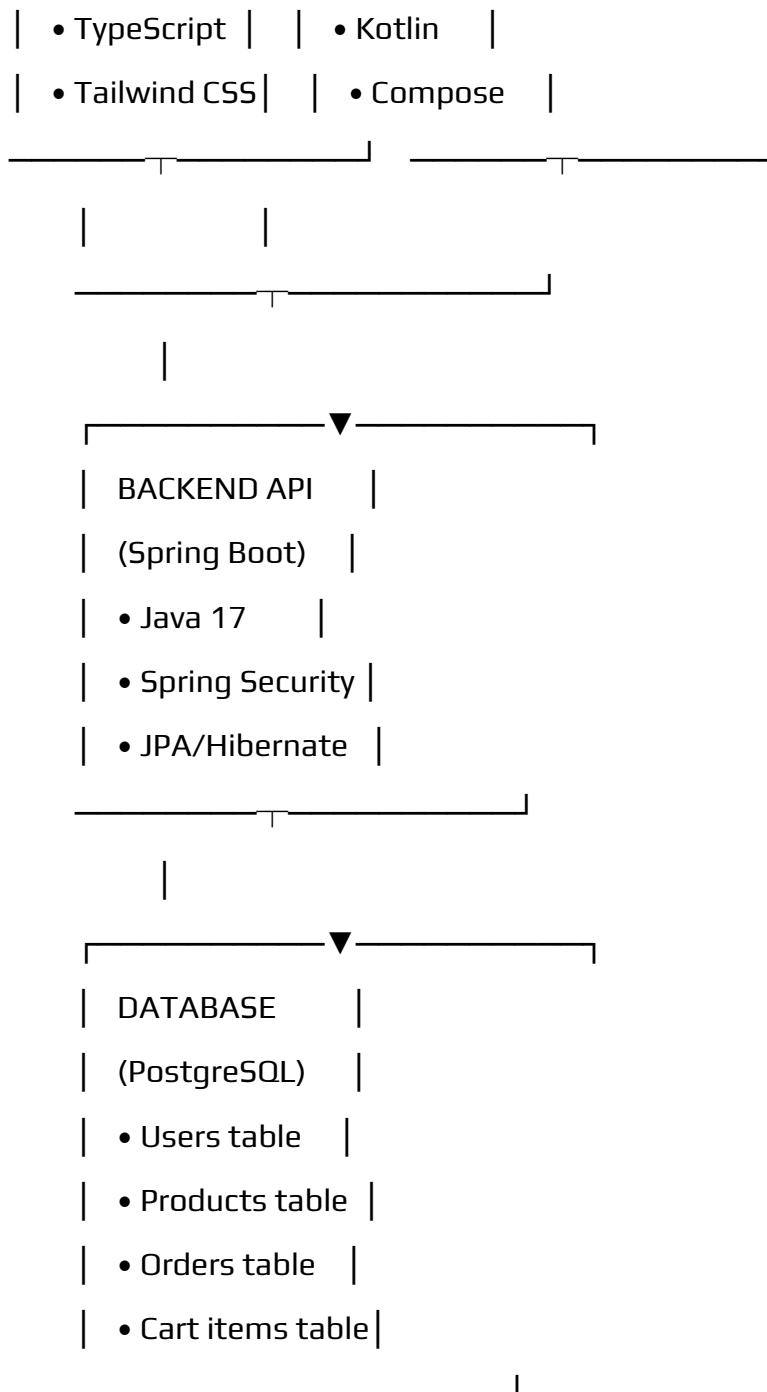 • TypeScript • Kotlin
• Tailwind CSS • Compose
BACKEND API
(Spring Boot)
• Java 17
• Spring Security
• JPA/Hibernate
DATABASE
(PostgreSQL)
• Users table
• Products table
• Orders table
• Cart items table